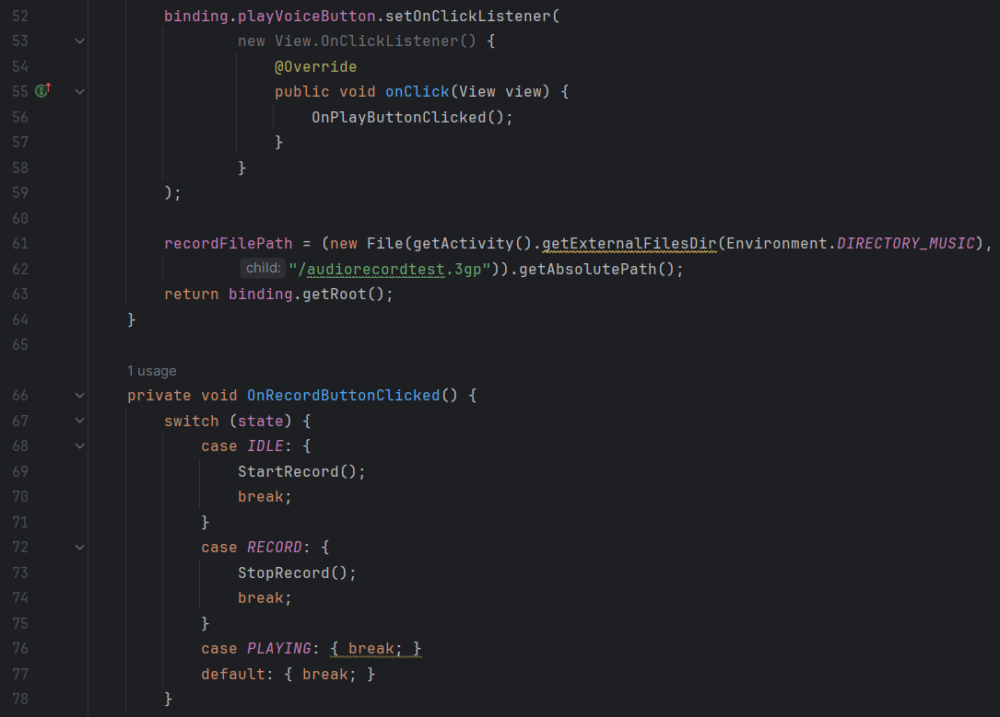 52 binding.playVoiceButton.setOnClickListener(
53 new View.OnClickListener() {
54 @Override
55 public void onClick(View view) {
56 OnPlayButtonClicked();
57 }
58 }
59 );
60
61 recordFilePath = (new File(getActivity().getExternalFilesDir(Environment.DIRECTORY_MUSIC),
62 child: "/audiorecordtest.3gp")).getAbsolutePath();
63 return binding.getRoot();
64 }
65
1 usage
66 private void OnRecordButtonClicked() {
67 switch (state) {
68 case IDLE: {
69 StartRecord();
70 break;
71 }
72 case RECORD: {
73 StopRecord();
74 break;
75 }
76 case PLAYING: { break; }
77 default: { break; }
78 }